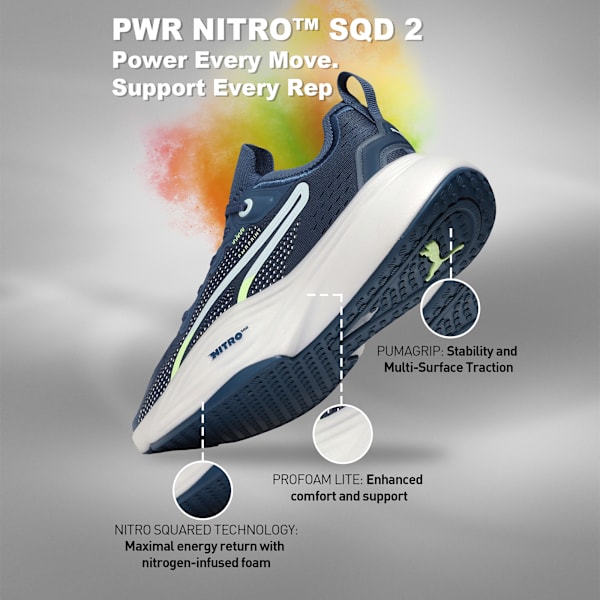 PWR NITRO™ SQD 2
Power Every Move.
Support Every Rep
NITRO
PUMAGRIP: Stability and
Multi-Surface Traction
PROFOAM LITE: Enhanced
comfort and support
NITRO SQUARED TECHNOLOGY:
Maximal energy return with
nitrogen-infused foam